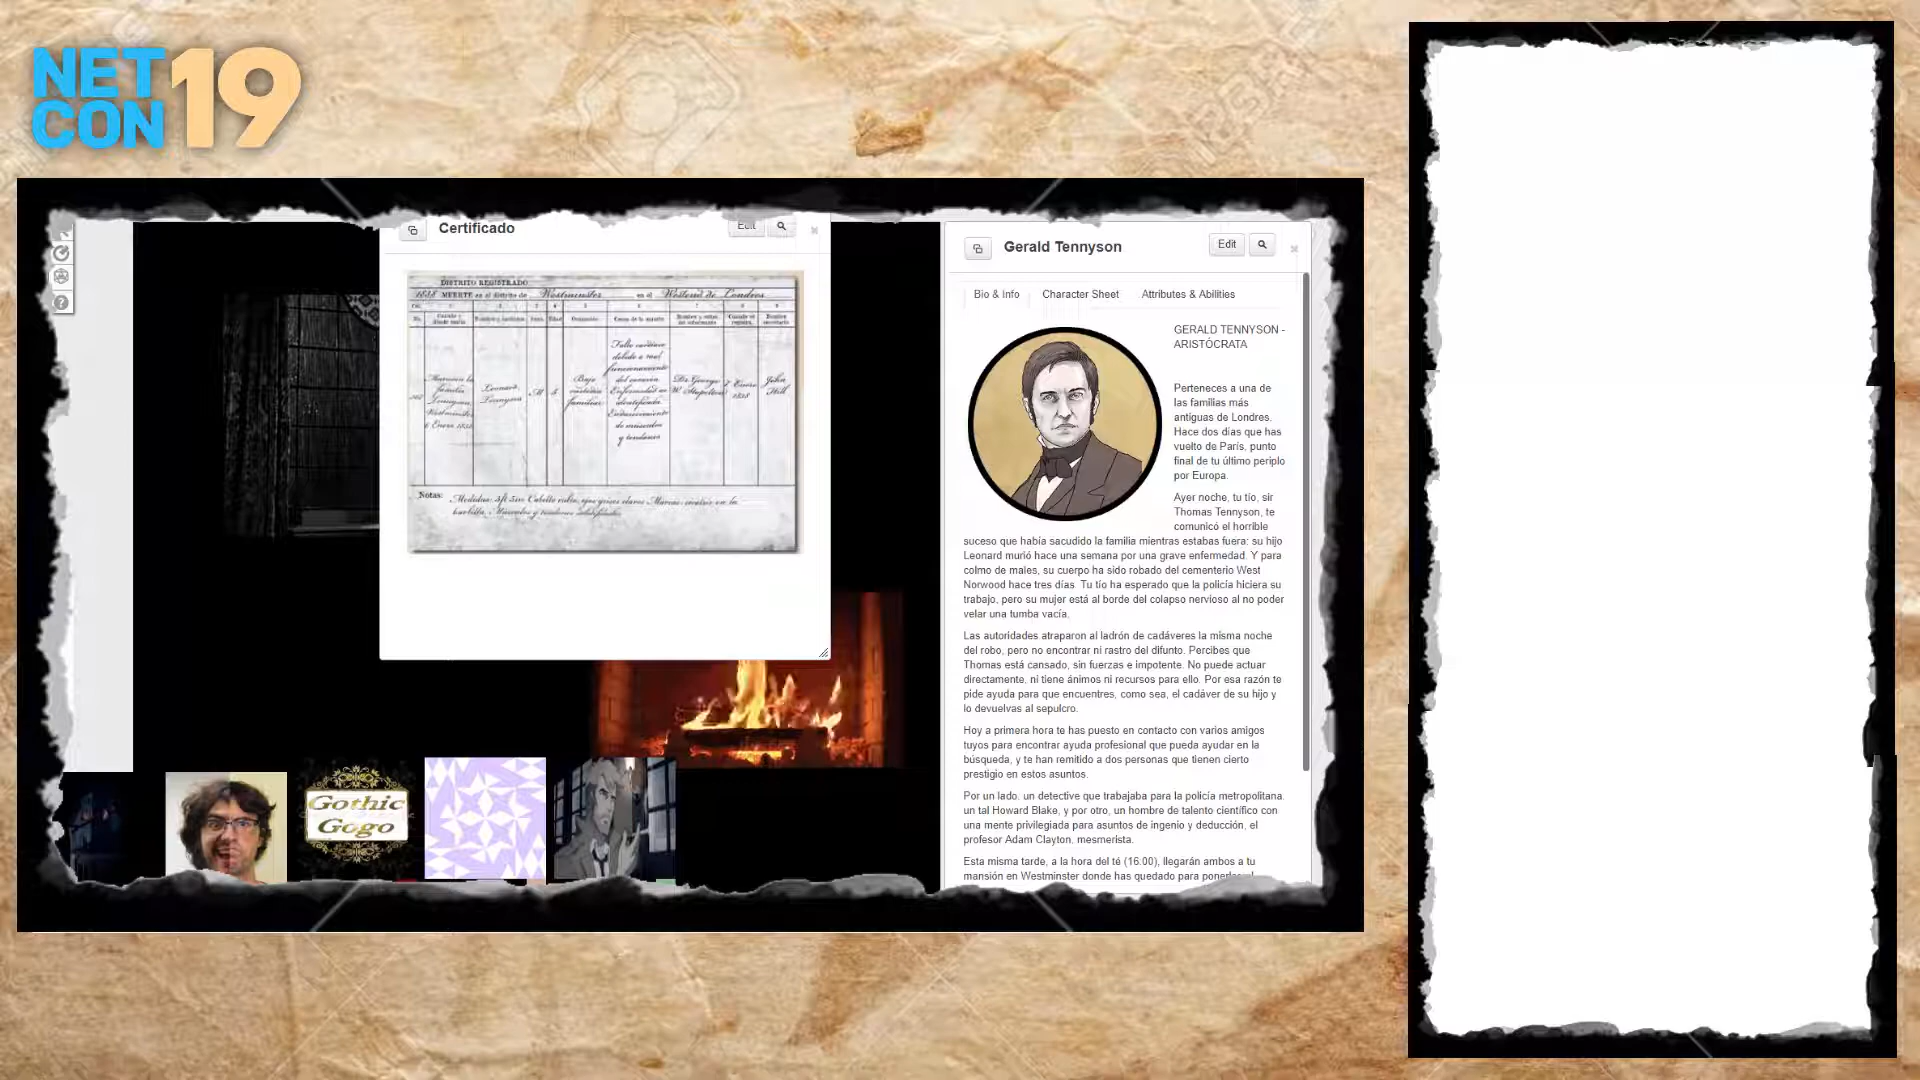 NET
CON 19
Certificado
Edit
DISTRITO REGISTRADO
1838 MUERTE en el distrito de Westminster en el Westend de Londres
Notas:
Gothic
Gogo
Gerald Tennyson
Edit
Bio & Info
Character Sheet
Attributes & Abilities
GERALD TENNYSON -
ARISTÓCRATA
Perteneces a una de
las familias más
antiguas de Londres.
Hace dos días que has
vuelto de París, punto
final de tu último periplo
por Europa.
Ayer noche, tu tío, sir
Thomas Tennyson, te
comunicó el horrible
suceso que había sacudido la familia mientras estabas fuera: su hijo
Leonard murió hace una semana por una grave enfermedad. Y para
colmo de males, su cuerpo ha sido robado del cementerio West
Norwood hace tres días. Tu tío ha esperado que la policía hiciera su
trabajo, pero su mujer está al borde del colapso nervioso al no poder
velar una tumba vacía.
Las autoridades atraparon al ladrón de cadáveres la misma noche
del robo, pero no encontrar ni rastro del difunto. Percibes que
Thomas está cansado, sin fuerzas e impotente. No puede actuar
directamente, ni tiene ánimos ni recursos para ello. Por esa razón te
pide ayuda para que encuentres, como sea, el cadáver de su hijo y
lo devuelvas al sepulcro.
Hoy a primera hora te has puesto en contacto con varios amigos
tuyos para encontrar ayuda profesional que pueda ayudar en la
búsqueda, y te han remitido a dos personas que tienen cierto
prestigio en estos asuntos.
Por un lado, un detective que trabajaba para la policía metropolitana,
un tal Howard Blake, y por otro, un hombre de talento científico con
una mente privilegiada para asuntos de ingenio y deducción, el
profesor Adam Clayton, mesmerista.
Esta misma tarde, a la hora del té (16.00), llegarán ambos a tu
mansión en Westminster donde has quedado para